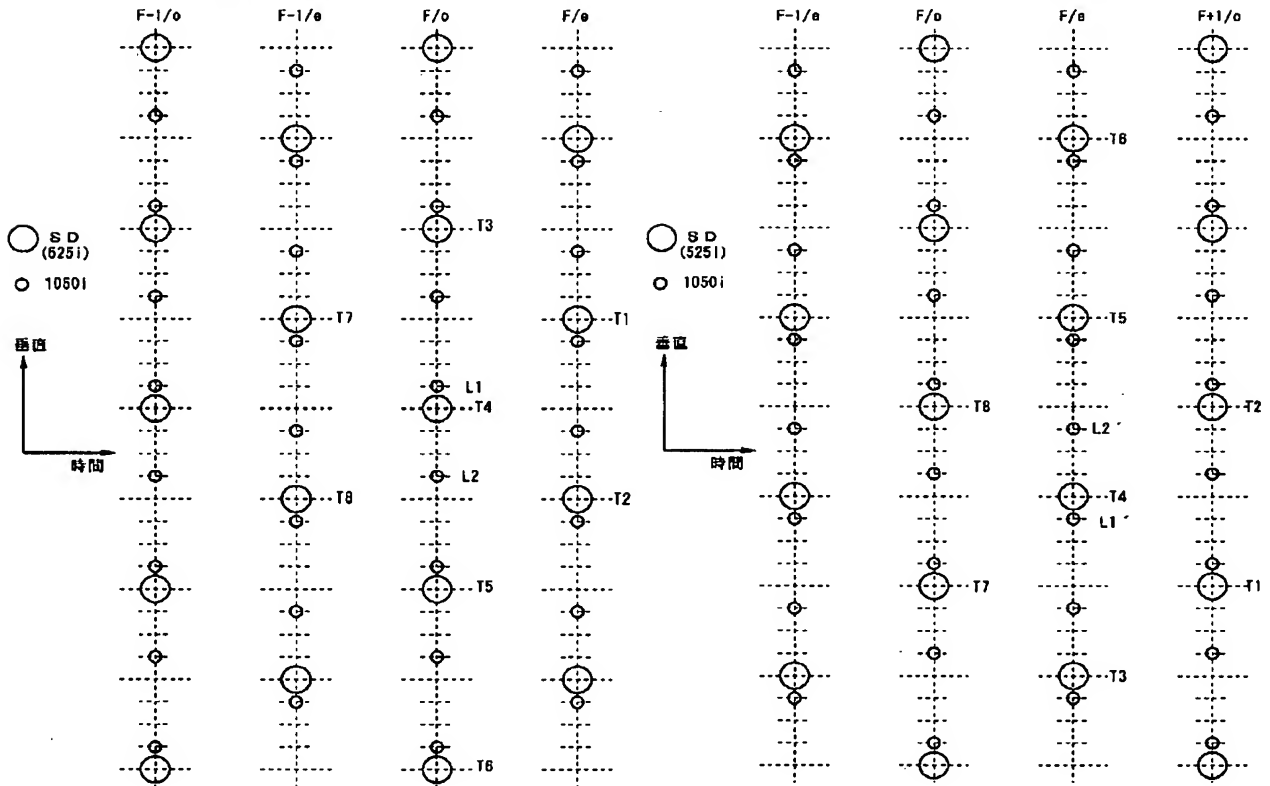 F-1/o F-1/e F/o F/e
T3
SD
(525i)
1050i
T7 T1
垂直
L1
T4
時間
L2
T8 T2
T5
T6
F-1/e F/o F/e F+1/o
T6
SD
(525i)
1050i
T5
垂直
T8 T2
L2´
時間
T4
L1´
T7 T1
T3